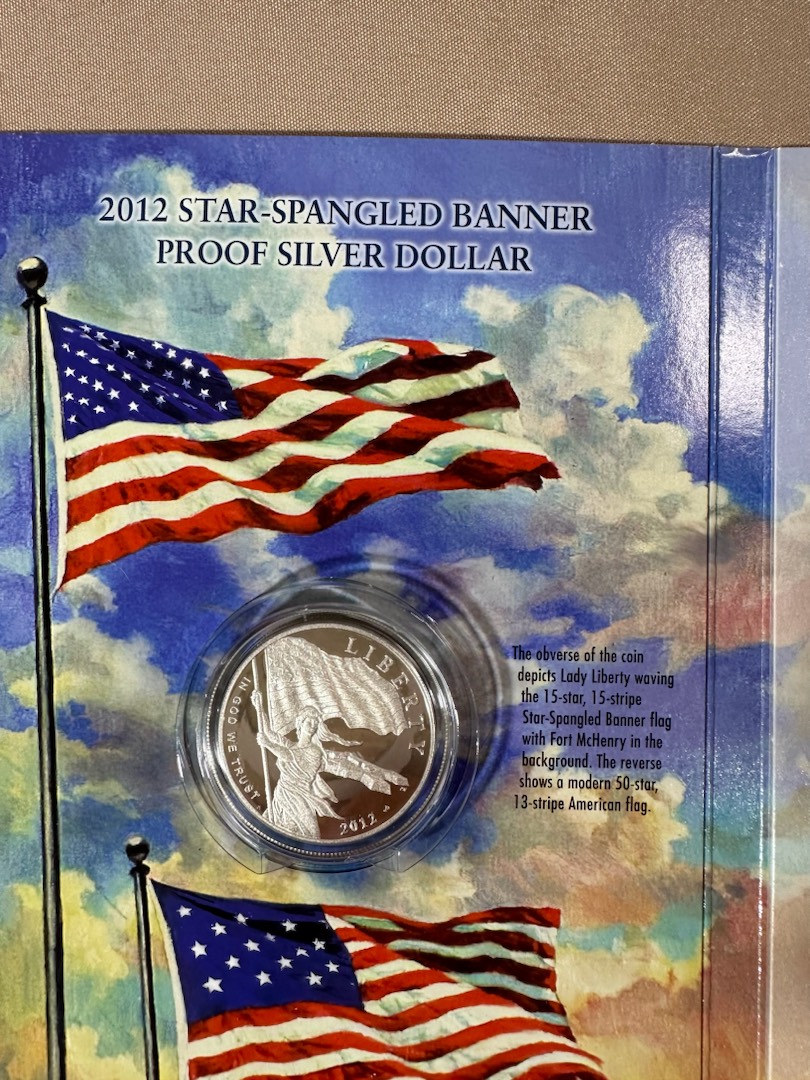 2012 STAR-SPANGLED BANNER
PROOF SILVER DOLLAR
LIBERTY
IN GOD WE TRUST
2012
The obverse of the coin
depicts Lady Liberty waving
the 15-star, 15-stripe
Star-Spangled Banner flag
with Fort McHenry in the
background. The reverse
shows a modern 50-star,
13-stripe American flag.